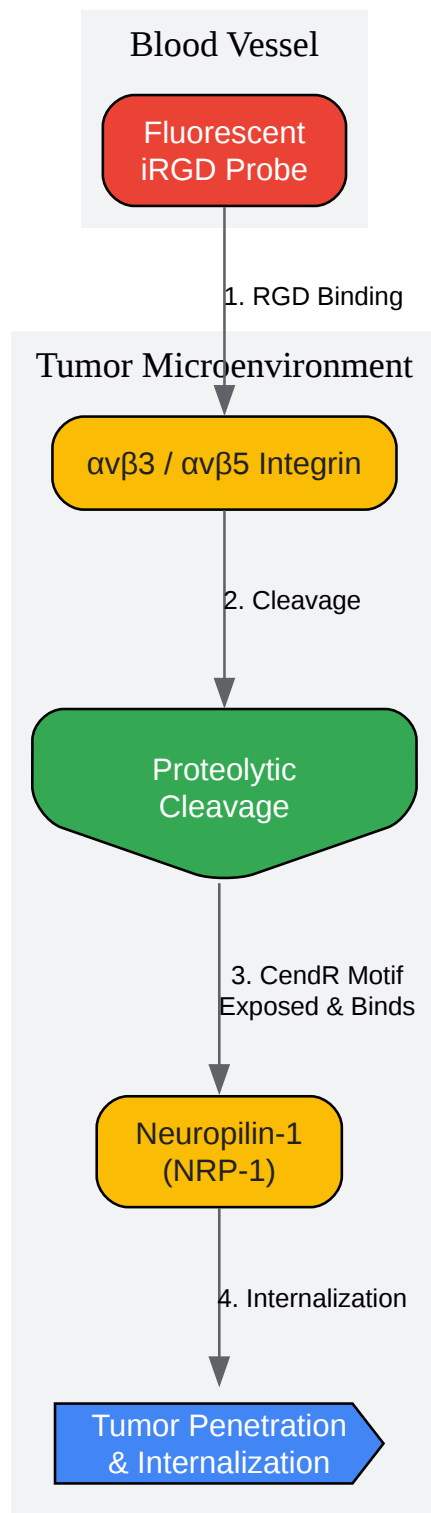 Blood Vessel
Fluorescent
iRGD Probe
1. RGD Binding
Tumor Microenvironment
αvβ3 / αvβ5 Integrin
2. Cleavage
Proteolytic
Cleavage
3. CendR Motif
Exposed & Binds
Neuropilin-1
(NRP-1)
4. Internalization
Tumor Penetration
& Internalization